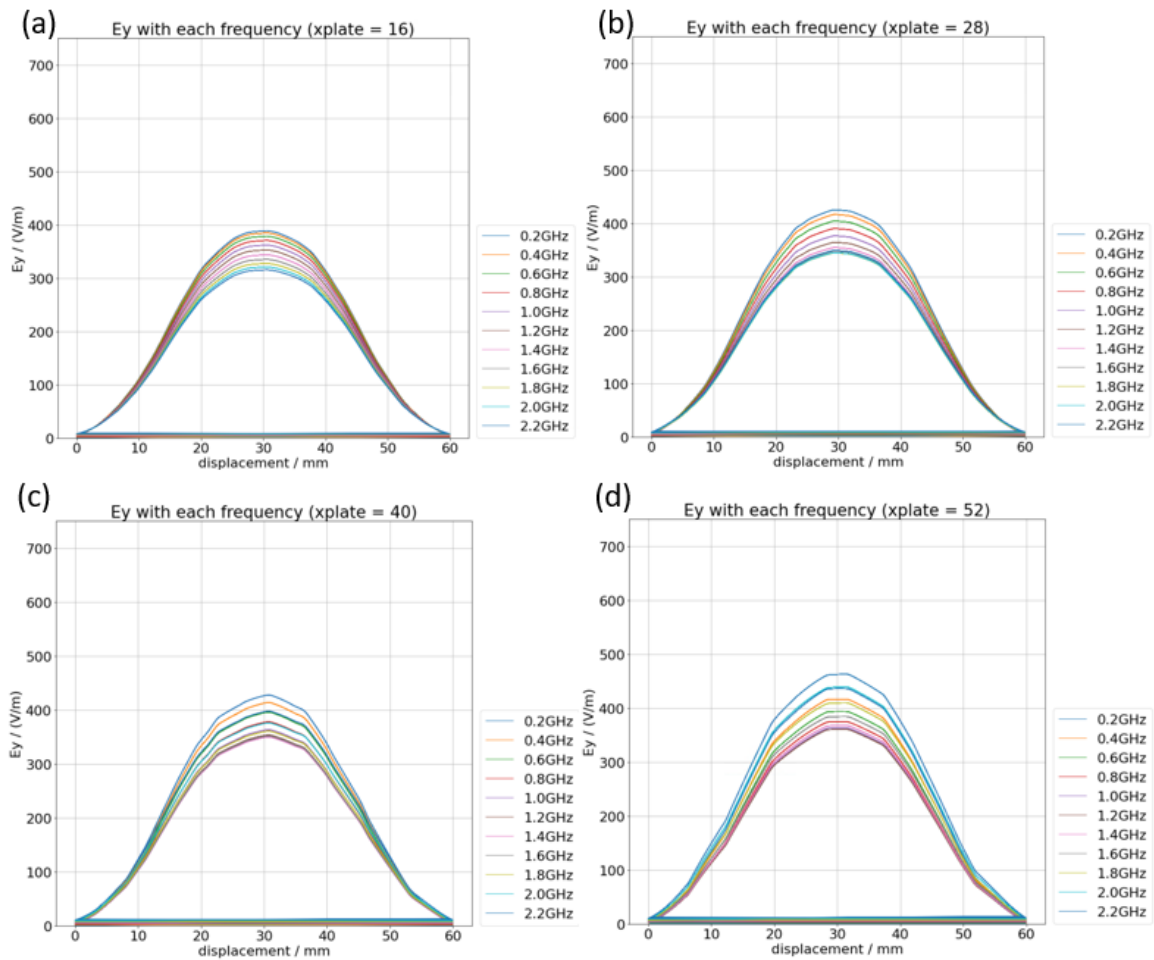 (a)
Ey with each frequency (xplate = 16)
700
600
500
400
300
200
100
0
Ey / (V/m)
0 10 20 30 40 50 60
displacement / mm
0.2GHz
0.4GHz
0.6GHz
0.8GHz
1.0GHz
1.2GHz
1.4GHz
1.6GHz
1.8GHz
2.0GHz
2.2GHz
(b)
Ey with each frequency (xplate = 28)
700
600
500
400
300
200
100
0
Ey / (V/m)
0 10 20 30 40 50 60
displacement / mm
0.2GHz
0.4GHz
0.6GHz
0.8GHz
1.0GHz
1.2GHz
1.4GHz
1.6GHz
1.8GHz
2.0GHz
2.2GHz
(c)
Ey with each frequency (xplate = 40)
700
600
500
400
300
200
100
0
Ey / (V/m)
0 10 20 30 40 50 60
displacement / mm
0.2GHz
0.4GHz
0.6GHz
0.8GHz
1.0GHz
1.2GHz
1.4GHz
1.6GHz
1.8GHz
2.0GHz
2.2GHz
(d)
Ey with each frequency (xplate = 52)
700
600
500
400
300
200
100
0
Ey / (V/m)
0 10 20 30 40 50 60
displacement / mm
0.2GHz
0.4GHz
0.6GHz
0.8GHz
1.0GHz
1.2GHz
1.4GHz
1.6GHz
1.8GHz
2.0GHz
2.2GHz